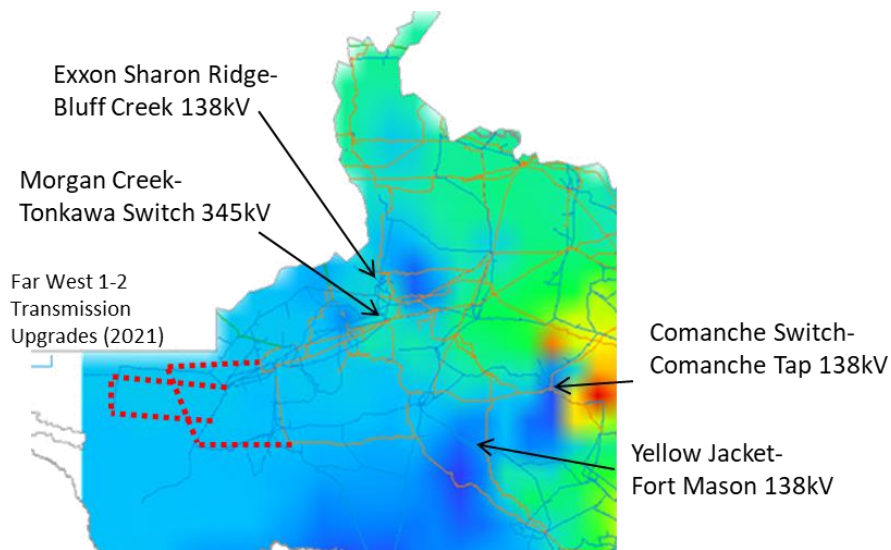 Exxon Sharon Ridge-
Bluff Creek 138kV
Morgan Creek-
Tonkawa Switch 345kV
Far West 1-2
Transmission
Upgrades (2021)
Comanche Switch-
Comanche Tap 138kV
Yellow Jacket-
Fort Mason 138kV